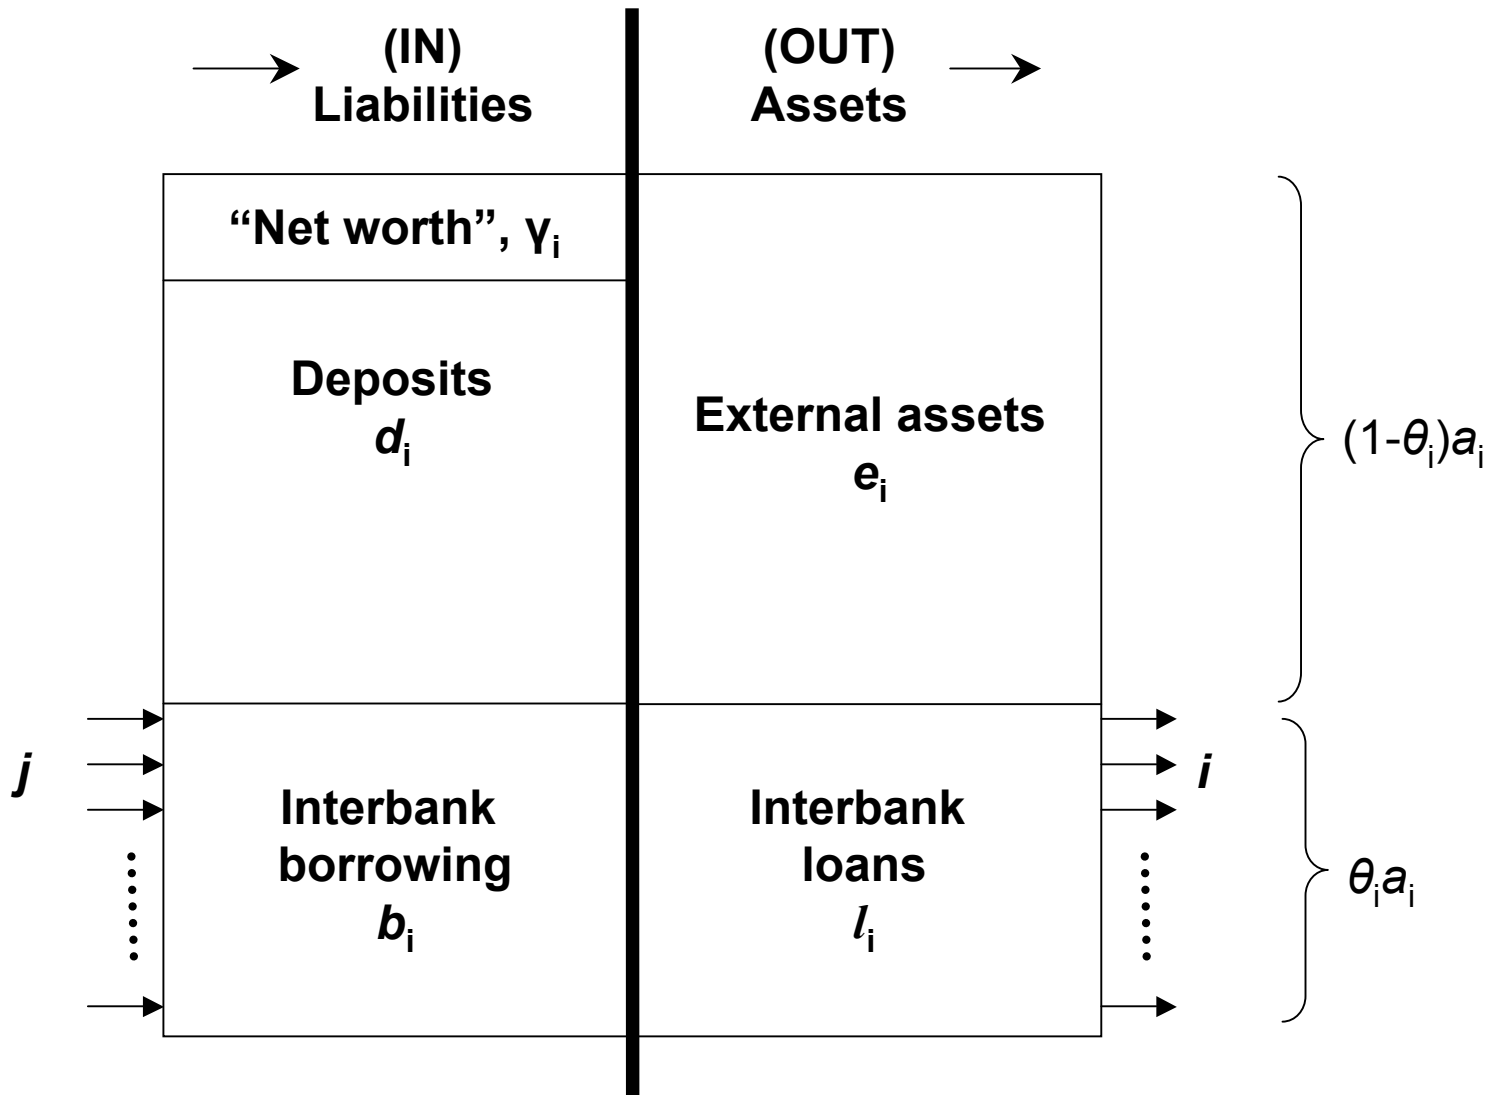 (IN)
Liabilities
(OUT)
Assets
“Net worth”, γi
Deposits
di
External assets
ei
(1-θi)ai
j
Interbank
borrowing
bi
Interbank
loans
li
i
θiai